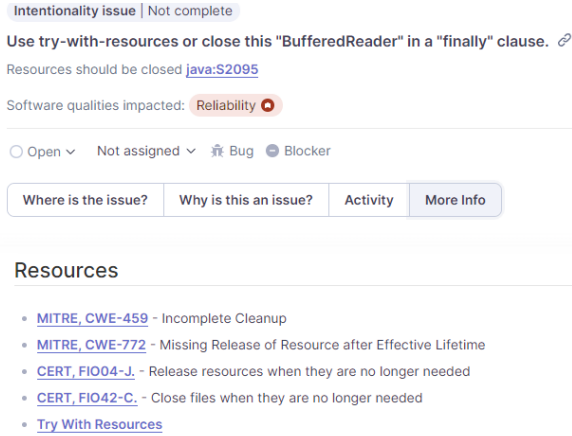 Intentionality issue | Not complete
Use try-with-resources or close this "BufferedReader" in a "finally" clause.
Resources should be closed java:S2095
Software qualities impacted: Reliability
Open Not assigned Bug Blocker
Where is the issue? Why is this an issue? Activity More Info
Resources
MITRE, CWE-459 - Incomplete Cleanup
MITRE, CWE-772 - Missing Release of Resource after Effective Lifetime
CERT, FIO04-J. - Release resources when they are no longer needed
CERT, FIO42-C. - Close files when they are no longer needed
Try With Resources